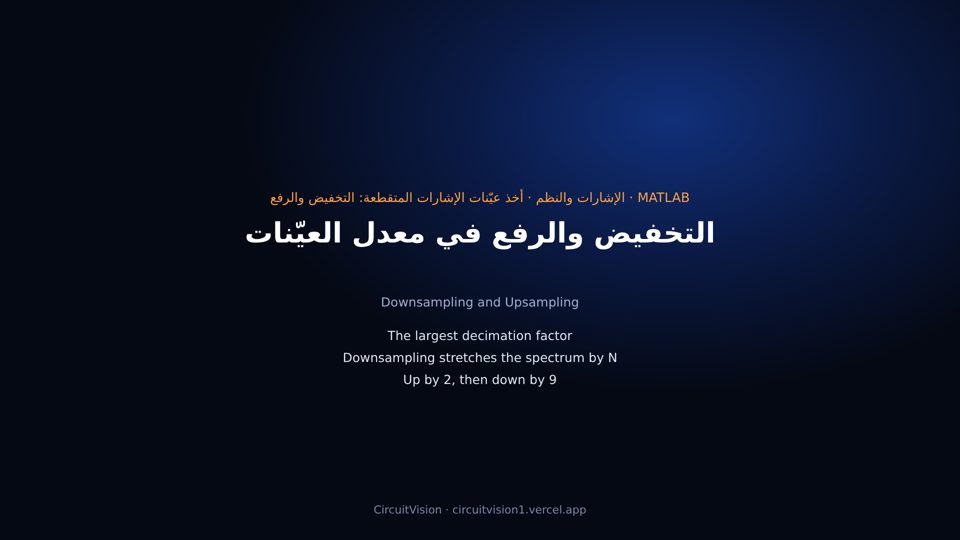 MATLAB · الإشارات والنظم · أخذ عيّنات الإشارات المتقطعة: التخفيض والرفع
التخفيض والرفع في معدل العيّنات
Downsampling and Upsampling
The largest decimation factor
Downsampling stretches the spectrum by N
Up by 2, then down by 9
CircuitVision · circuitvision1.vercel.app